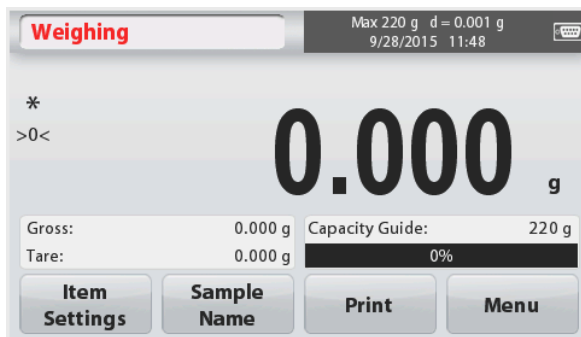 Weighing
Max 220 g d = 0.001 g
9/28/2015 11:48
*
>0<
0.000 g
Gross: 0.000 g
Tare: 0.000 g
Capacity Guide: 220 g
0%
Item
Settings
Sample
Name
Print
Menu